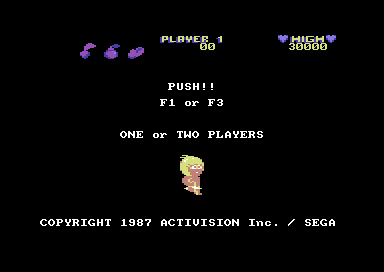 PLAYER 1
00
HIGH
30000
PUSH!!
F1 or F3
ONE or TWO PLAYERS
COPYRIGHT 1987 ACTIVISION Inc. / SEGA